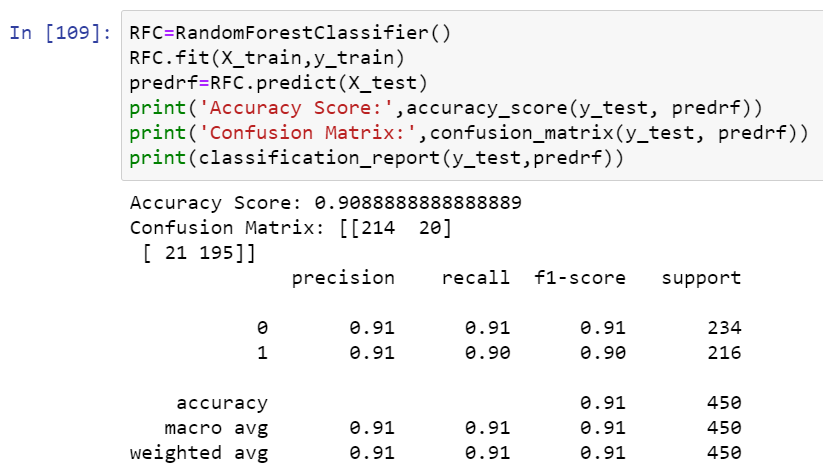 In [109]: RFC=RandomForestClassifier()
RFC.fit(X_train,y_train)
predrf=RFC.predict(X_test)
print('Accuracy Score:',accuracy_score(y_test, predrf))
print('Confusion Matrix:',confusion_matrix(y_test, predrf))
print(classification_report(y_test,predrf))
Accuracy Score: 0.9088888888888889
Confusion Matrix: [[214  20]
 [ 21 195]]
              precision    recall  f1-score   support
           0       0.91      0.91      0.91       234
           1       0.91      0.90      0.90       216
    accuracy                           0.91       450
   macro avg       0.91      0.91      0.91       450
weighted avg       0.91      0.91      0.91       450